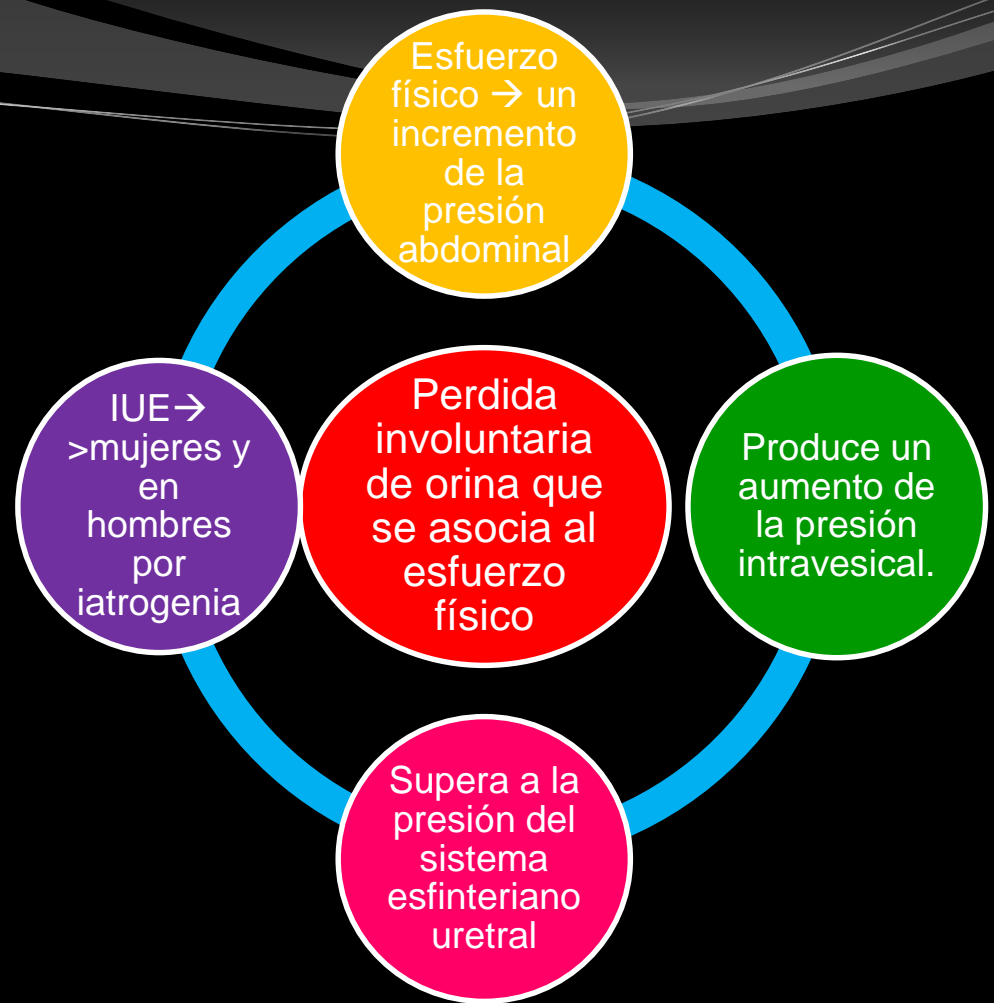 Esfuerzo
físico → un
incremento
de la
presión
abdominal
IUE→
>mujeres y
en
hombres
por
iatrogenia
Perdida
involuntaria
de orina que
se asocia al
esfuerzo
físico
Produce un
aumento de
la presión
intravesical.
Supera a la
presión del
sistema
esfinteriano
uretral